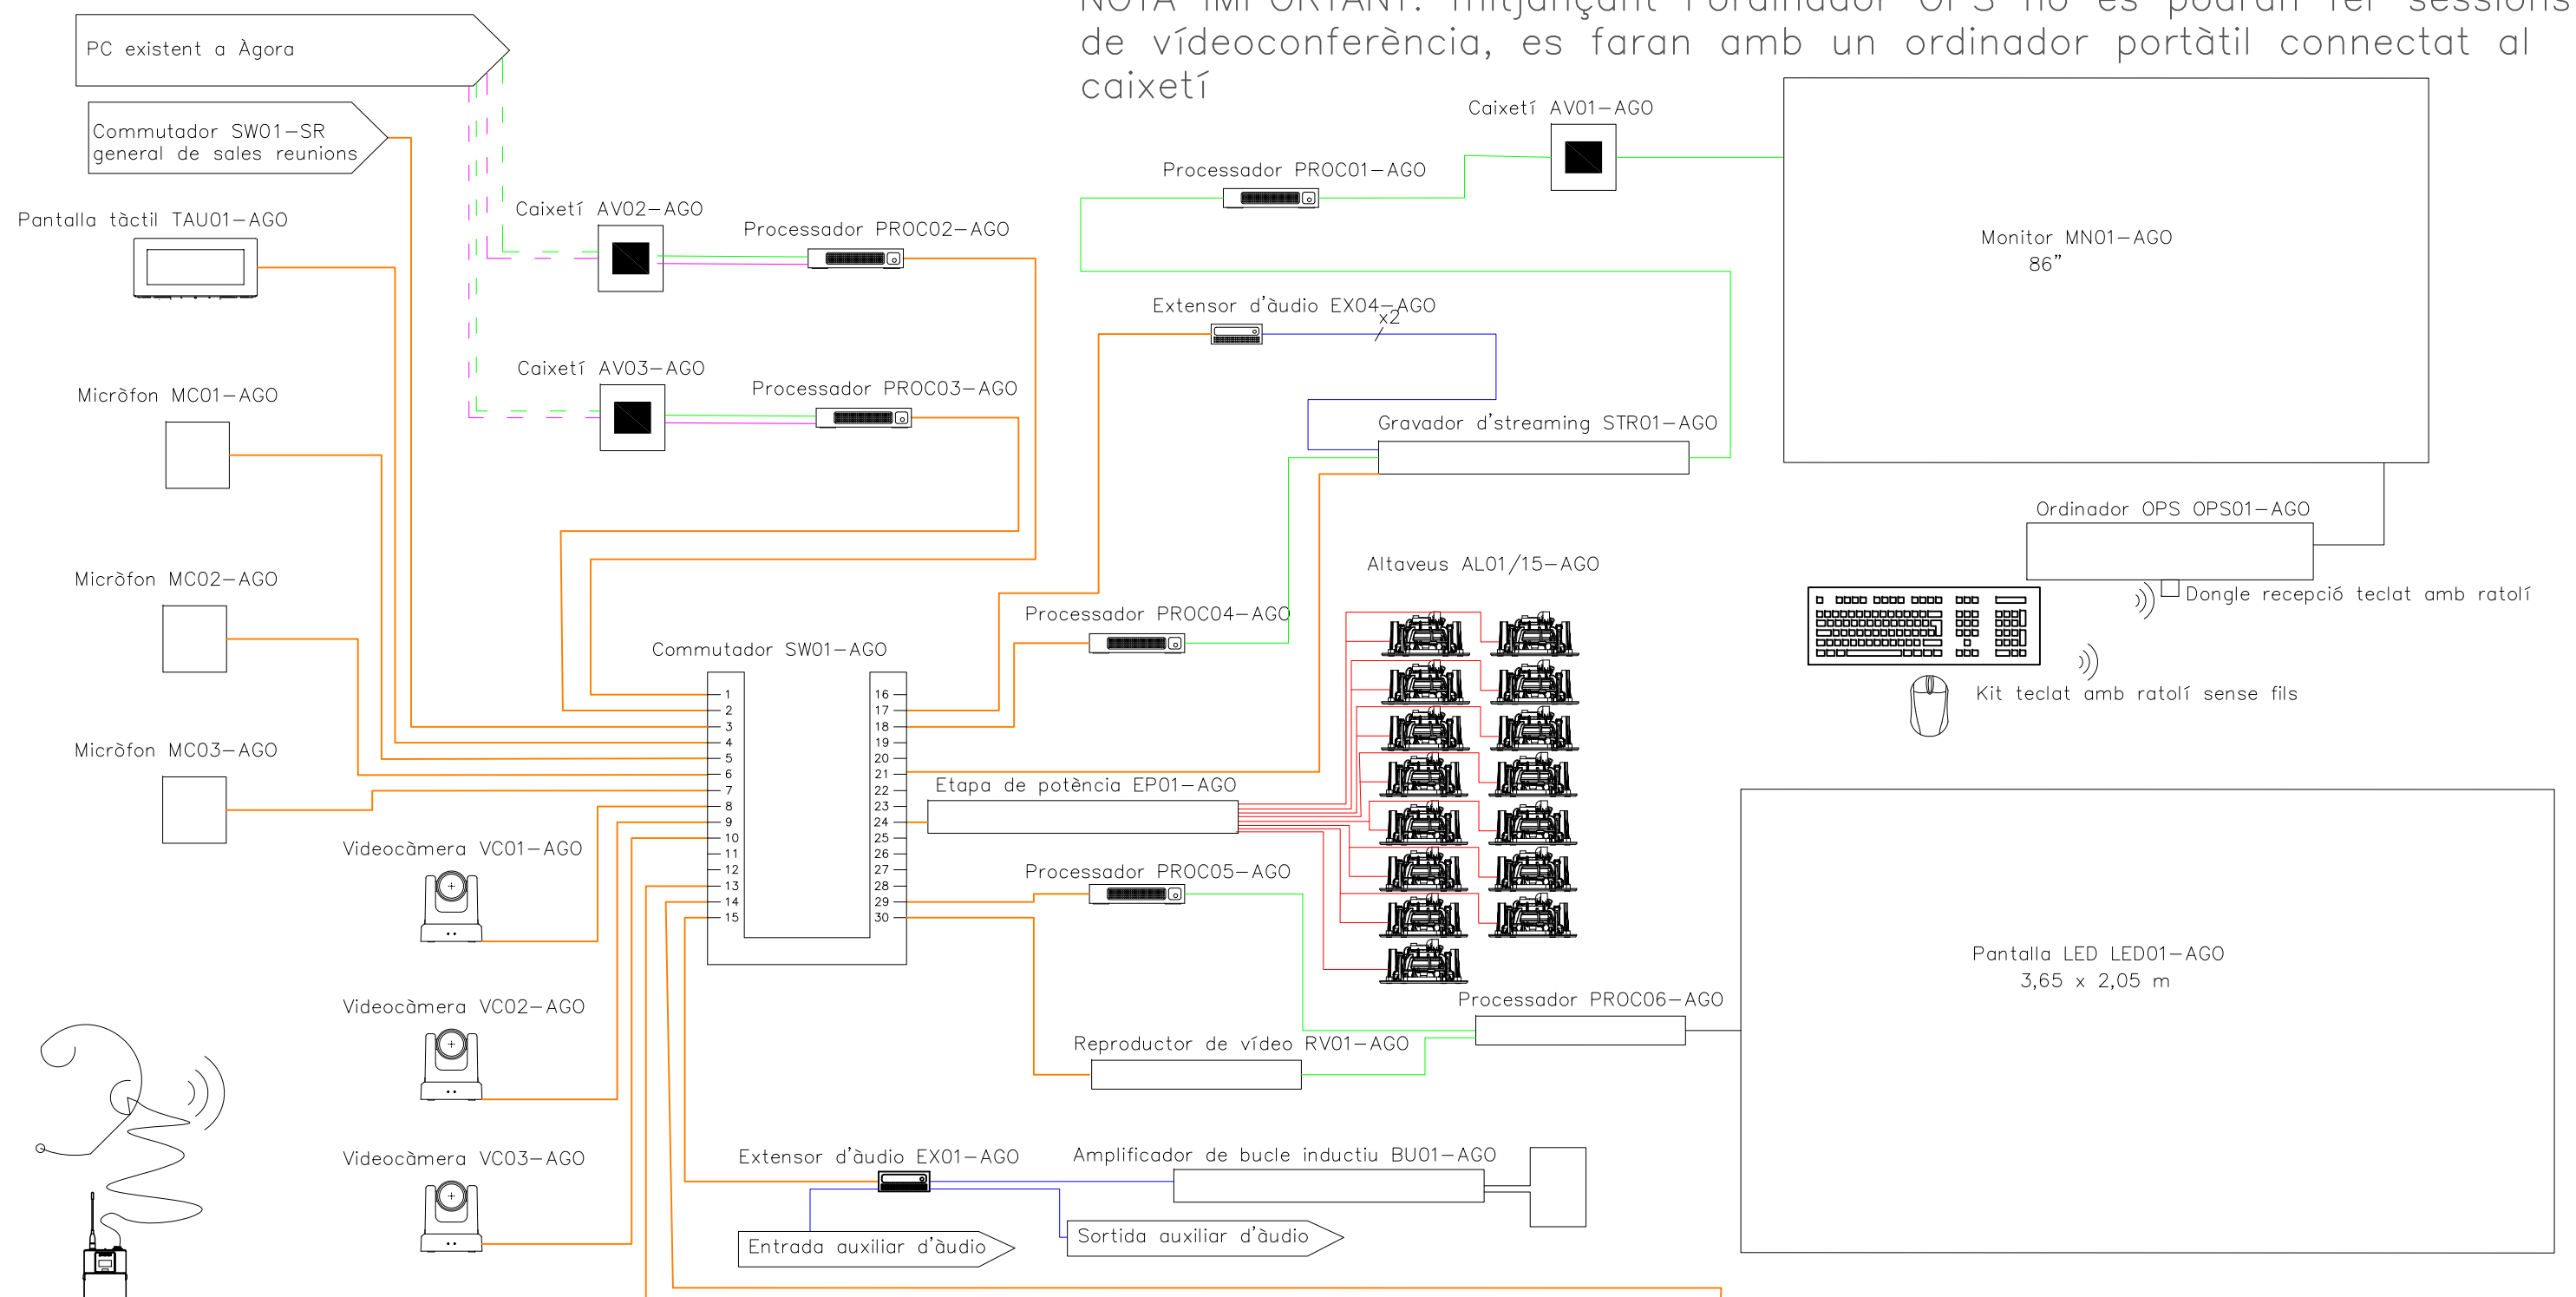 NOTA IMPORTANT: mitjançant l'ordinador OPS no es podran fer sessions
de vídeoconferència, es faran amb un ordinador portàtil connectat al
caixetí
PC existent a Àgora
Commutador SW01-SR
general de sales reunions
Pantalla tàctil TAU01-AGO
Caixetí AV02-AGO
Processador PROC02-AGO
Caixetí AV03-AGO
Processador PROC03-AGO
Micròfon MC01-AGO
Micròfon MC02-AGO
Micròfon MC03-AGO
Caixetí AV01-AGO
Processador PROC01-AGO
Monitor MN01-AGO
86"
Extensor d'àudio EX04-AGO
x2
Gravador d'streaming STR01-AGO
Ordinador OPS OPS01-AGO
Dongle recepció teclat amb ratolí
Kit teclat amb ratolí sense fils
Altaveus AL01/15-AGO
Processador PROC04-AGO
Commutador SW01-AGO
1
2
3
4
5
6
7
8
9
10
11
12
13
14
15
16
17
18
19
20
21
22
23
24
25
26
27
28
29
30
Etapa de potència EP01-AGO
Processador PROC05-AGO
Videocàmera VC01-AGO
Videocàmera VC02-AGO
Videocàmera VC03-AGO
Pantalla LED LED01-AGO
3,65 x 2,05 m
Processador PROC06-AGO
Reproductor de vídeo RV01-AGO
Extensor d'àudio EX01-AGO
Amplificador de bucle inductiu BU01-AGO
Entrada auxiliar d'àudio
Sortida auxiliar d'àudio